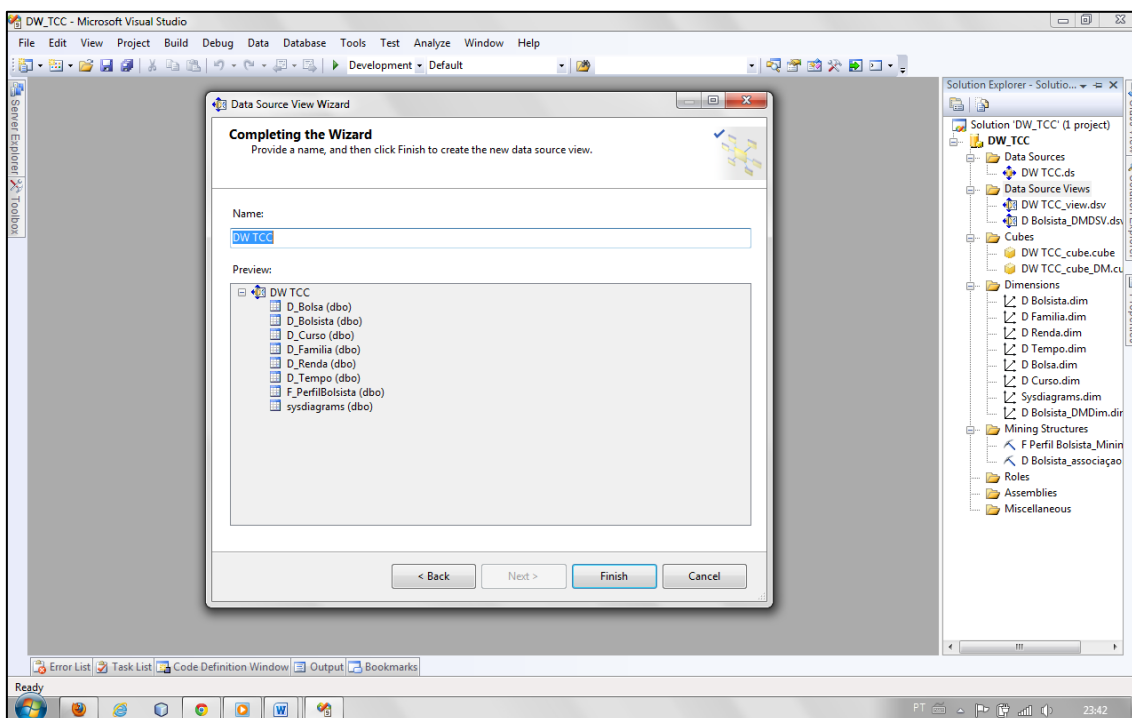 DW_TCC - Microsoft Visual Studio
File Edit View Project Build Debug Data Database Tools Test Analyze Window Help
Development Default
Server Explorer
Toolbox
Data Source View Wizard
Completing the Wizard
Provide a name, and then click Finish to create the new data source view.
Name:
DW TCC
Preview:
DW TCC
D_Bolsa (dbo)
D_Bolsista (dbo)
D_Curso (dbo)
D_Familia (dbo)
D_Renda (dbo)
D_Tempo (dbo)
F_PerfilBolsista (dbo)
sysdiagrams (dbo)
< Back Next > Finish Cancel
Solution Explorer - Solutio...
Solution 'DW_TCC' (1 project)
DW_TCC
Data Sources
DW TCC.ds
Data Source Views
DW TCC_view.dsv
D Bolsista_DMDSV.dsv
Cubes
DW TCC_cube.cube
DW TCC_cube_DM.cu
Dimensions
D Bolsista.dim
D Familia.dim
D Renda.dim
D Tempo.dim
D Bolsa.dim
D Curso.dim
Sysdiagrams.dim
D Bolsista_DMDim.dir
Mining Structures
F Perfil Bolsista_Minin
D Bolsista_associaçao
Roles
Assemblies
Miscellaneous
Error List Task List Code Definition Window Output Bookmarks
Ready
PT 23:42